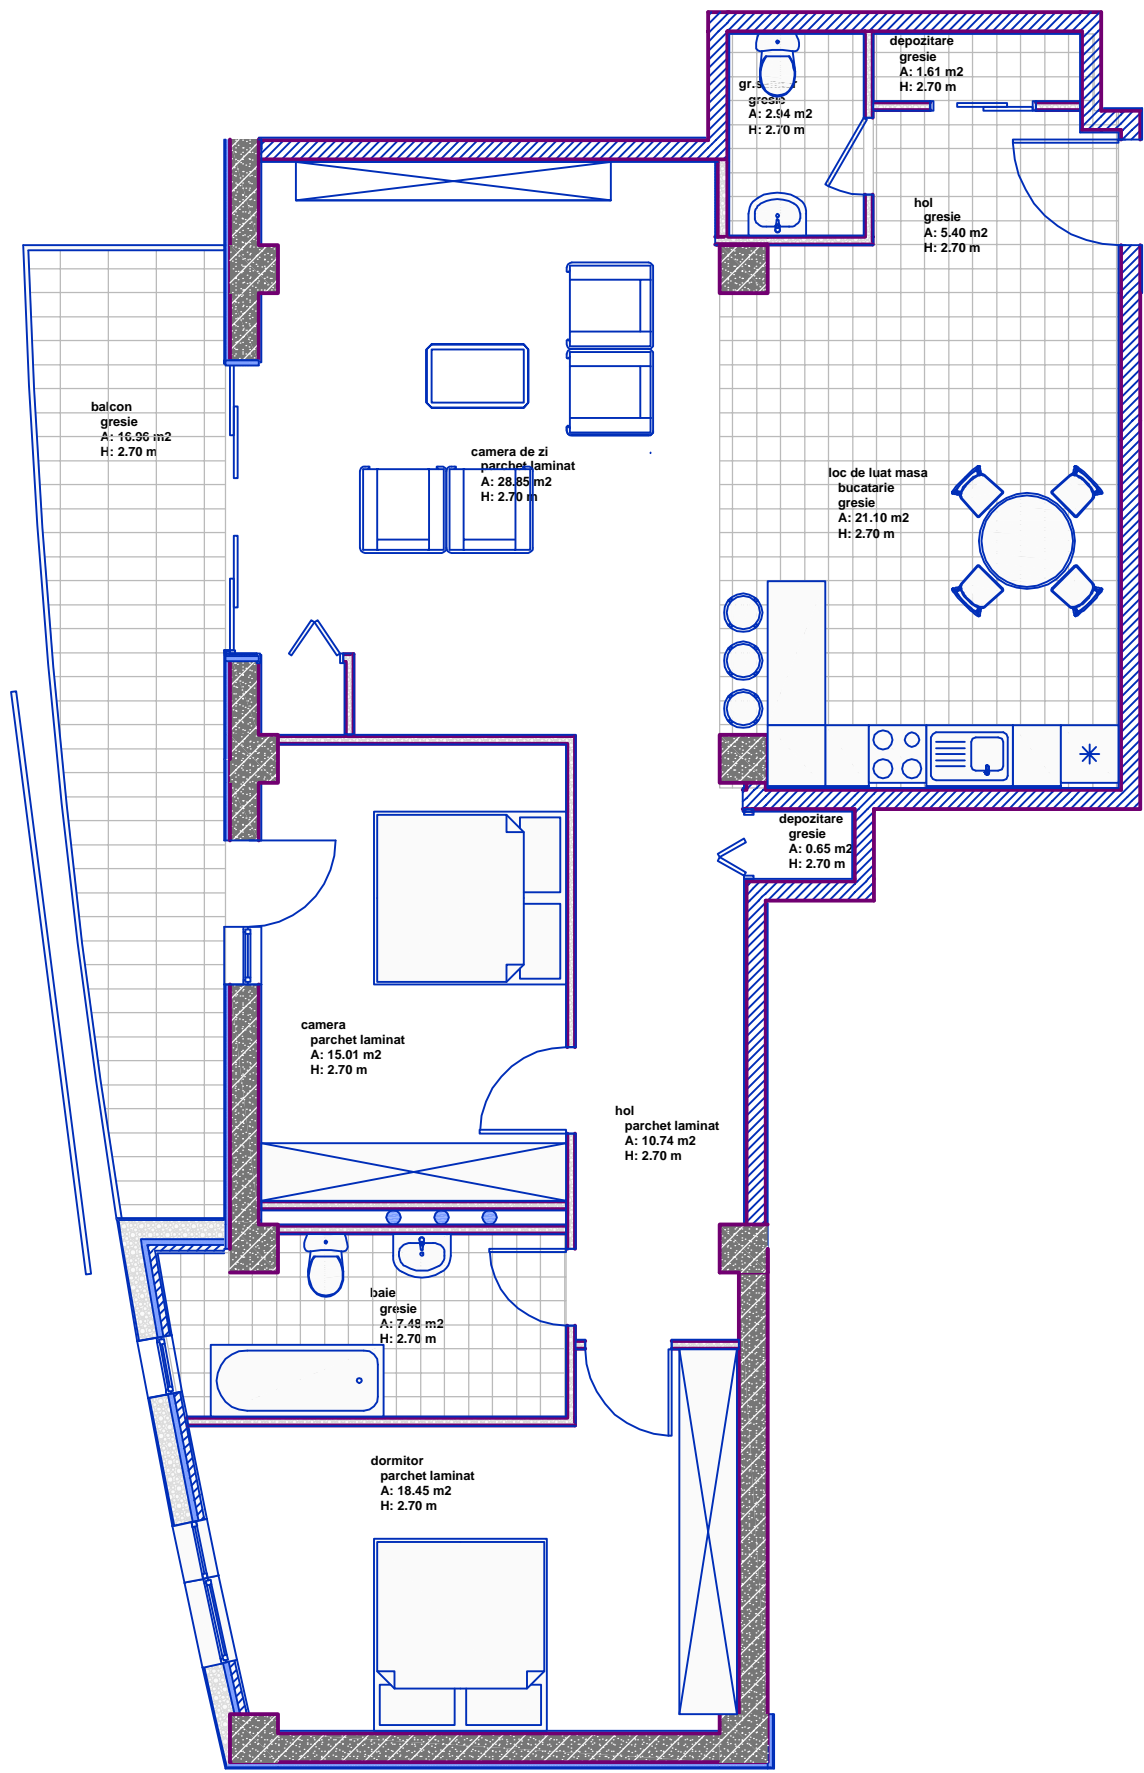 depozitare
gresie
A: 1.61 m2
H: 2.70 m
gresie
A: 2.94 m2
H: 2.70 m
hol
gresie
A: 5.40 m2
H: 2.70 m
balcon
gresie
A: 16.96 m2
H: 2.70 m
camera de zi
parchet laminat
A: 28.85 m2
H: 2.70 m
loc de luat masa
bucatarie
gresie
A: 21.10 m2
H: 2.70 m
depozitare
gresie
A: 0.65 m2
H: 2.70 m
camera
parchet laminat
A: 15.01 m2
H: 2.70 m
hol
parchet laminat
A: 10.74 m2
H: 2.70 m
baie
gresie
A: 7.48 m2
H: 2.70 m
dormitor
parchet laminat
A: 18.45 m2
H: 2.70 m